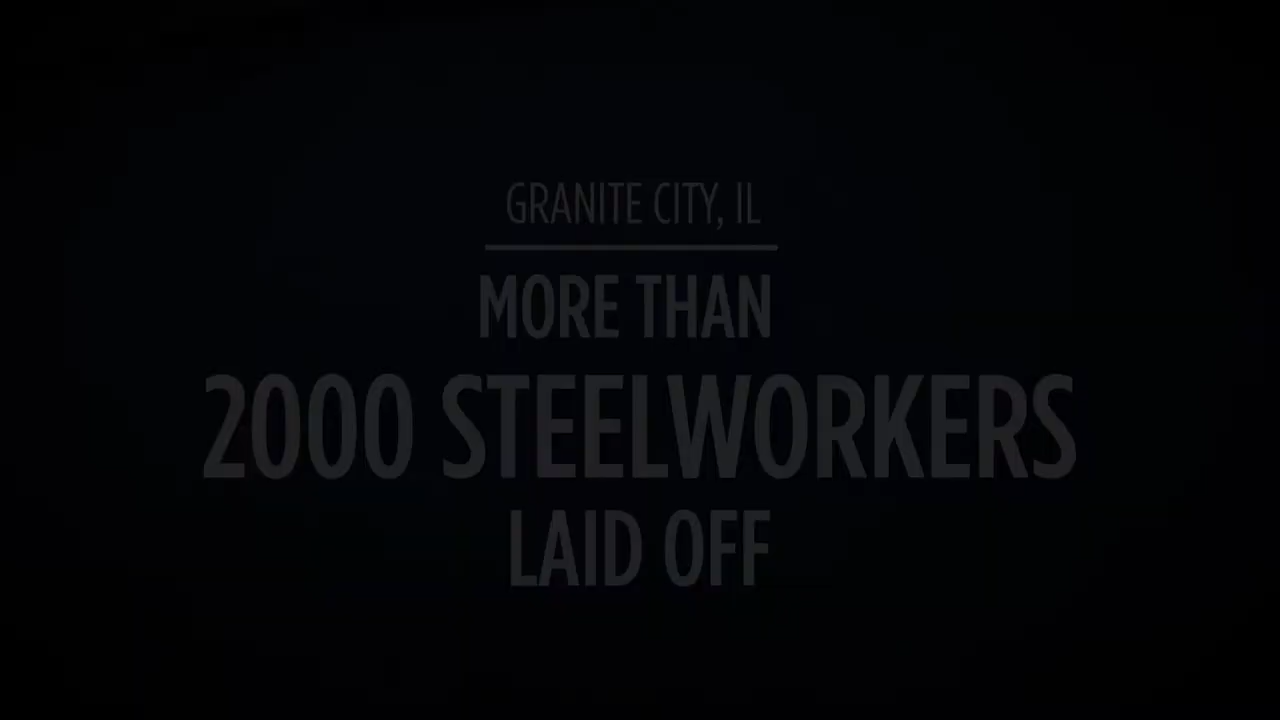 GRANITE CITY, IL
MORE THAN
2000 STEELWORKERS
LAID OFF